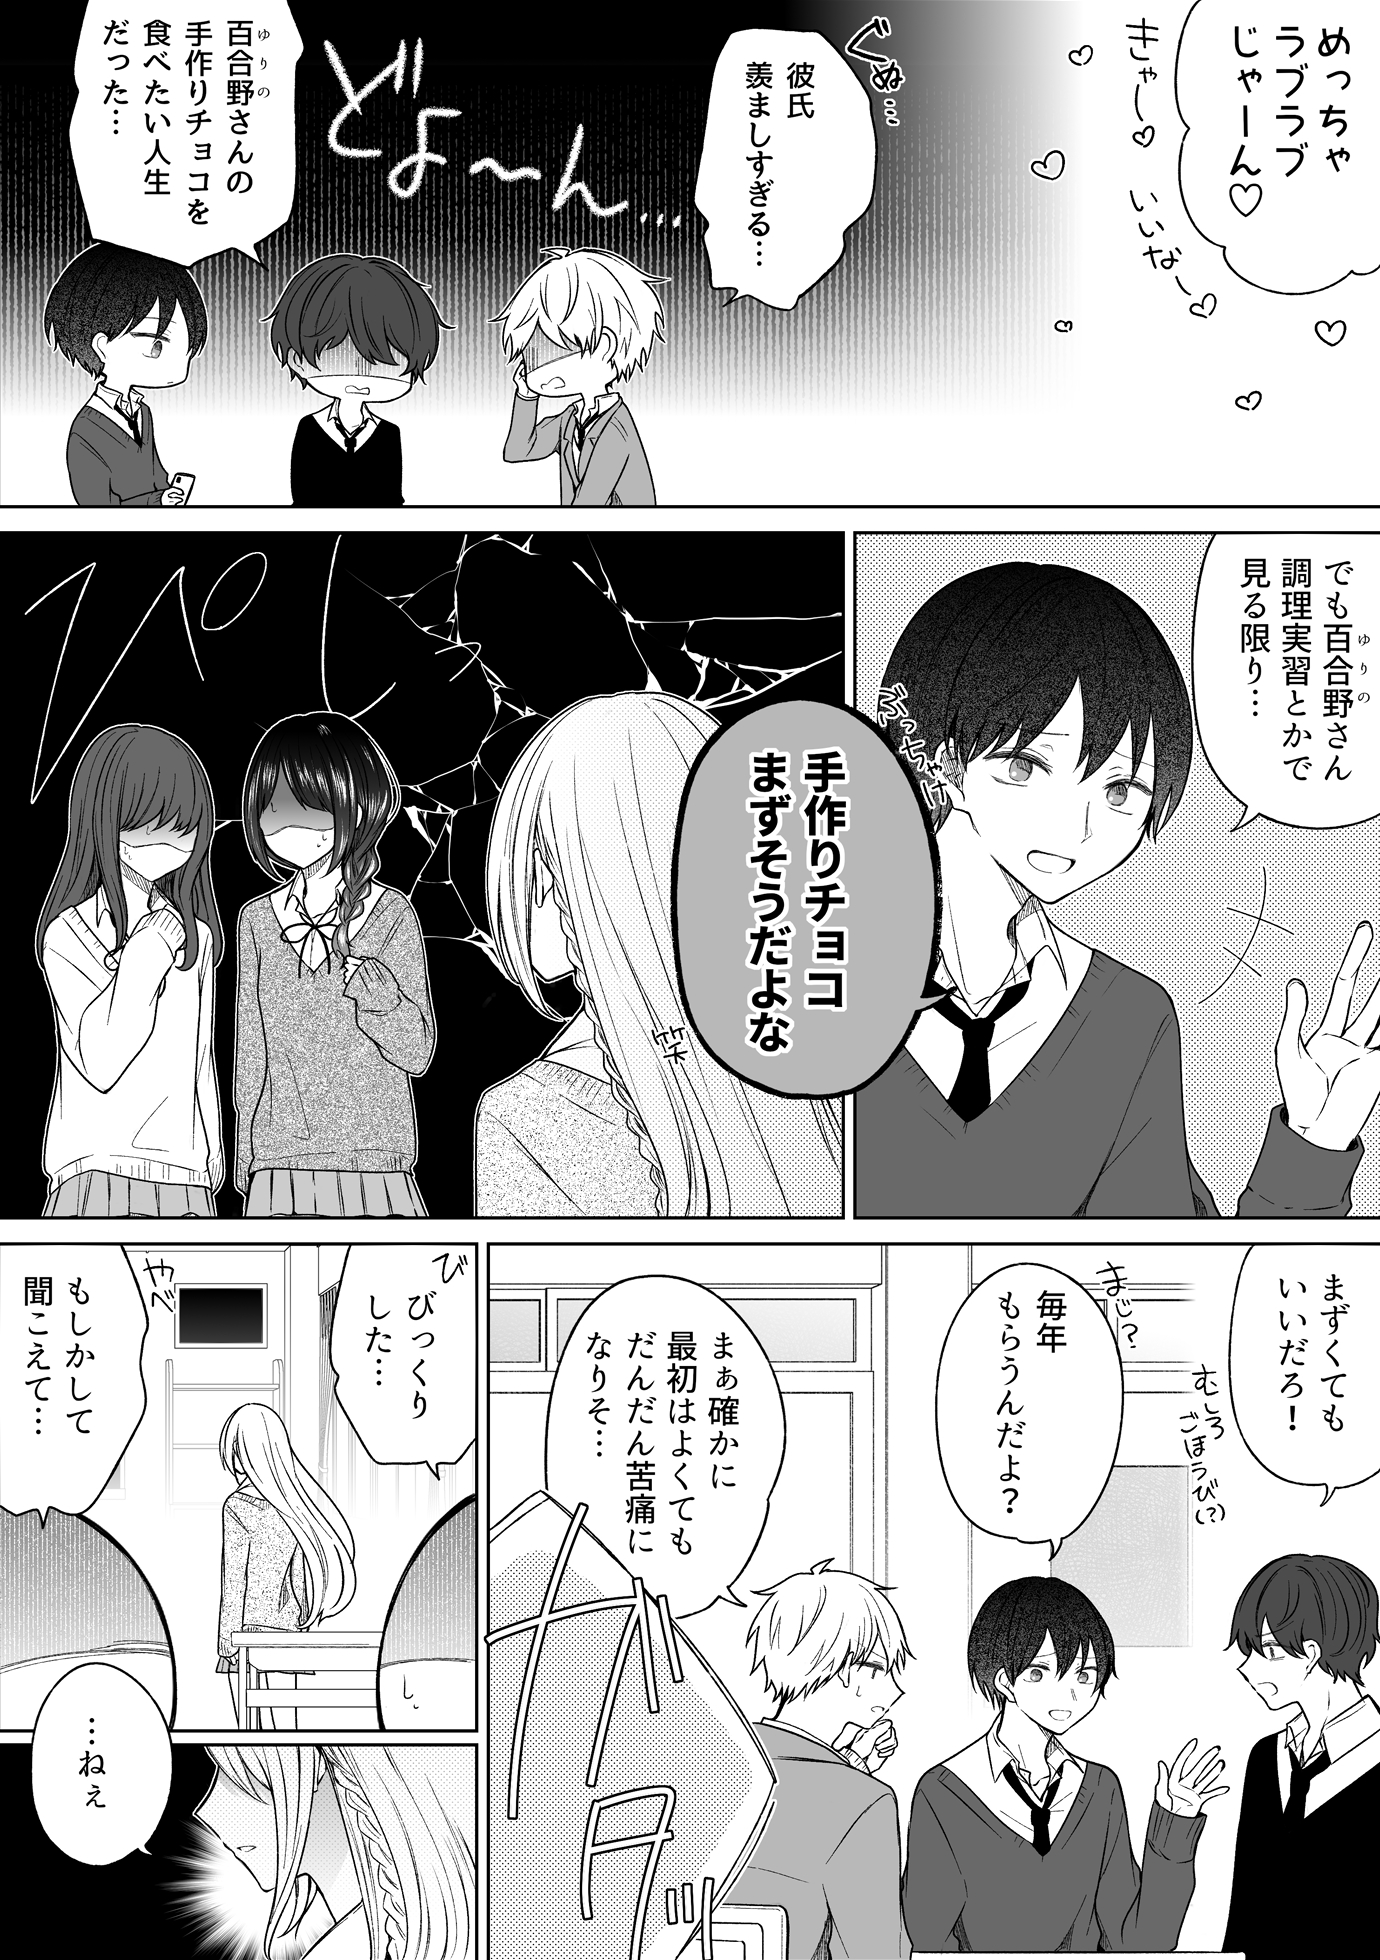 めっちゃ
ラブラブ
じゃーん♡
きゃー♡
いいなー♡
ぐぬ…
彼氏
羨ましすぎる…
どよ〜ん…
百合野さんの
ゆりの
手作りチョコを
食べたい人生
だった…
でも百合野さん
ゆりの
調理実習とかで
見る限り…
ぶっちゃけ
手作りチョコ
まずそうだよな
笑
ピシッ
まずくても
いいだろ!
むしろ
ごほうび(?)
まじ?
毎年
もらうんだよ?
まぁ確かに
最初はよくても
だんだん苦痛に
なりそ…
ガタ
び
びっくり
した…
やべ
もしかして
聞こえて…
…ねぇ